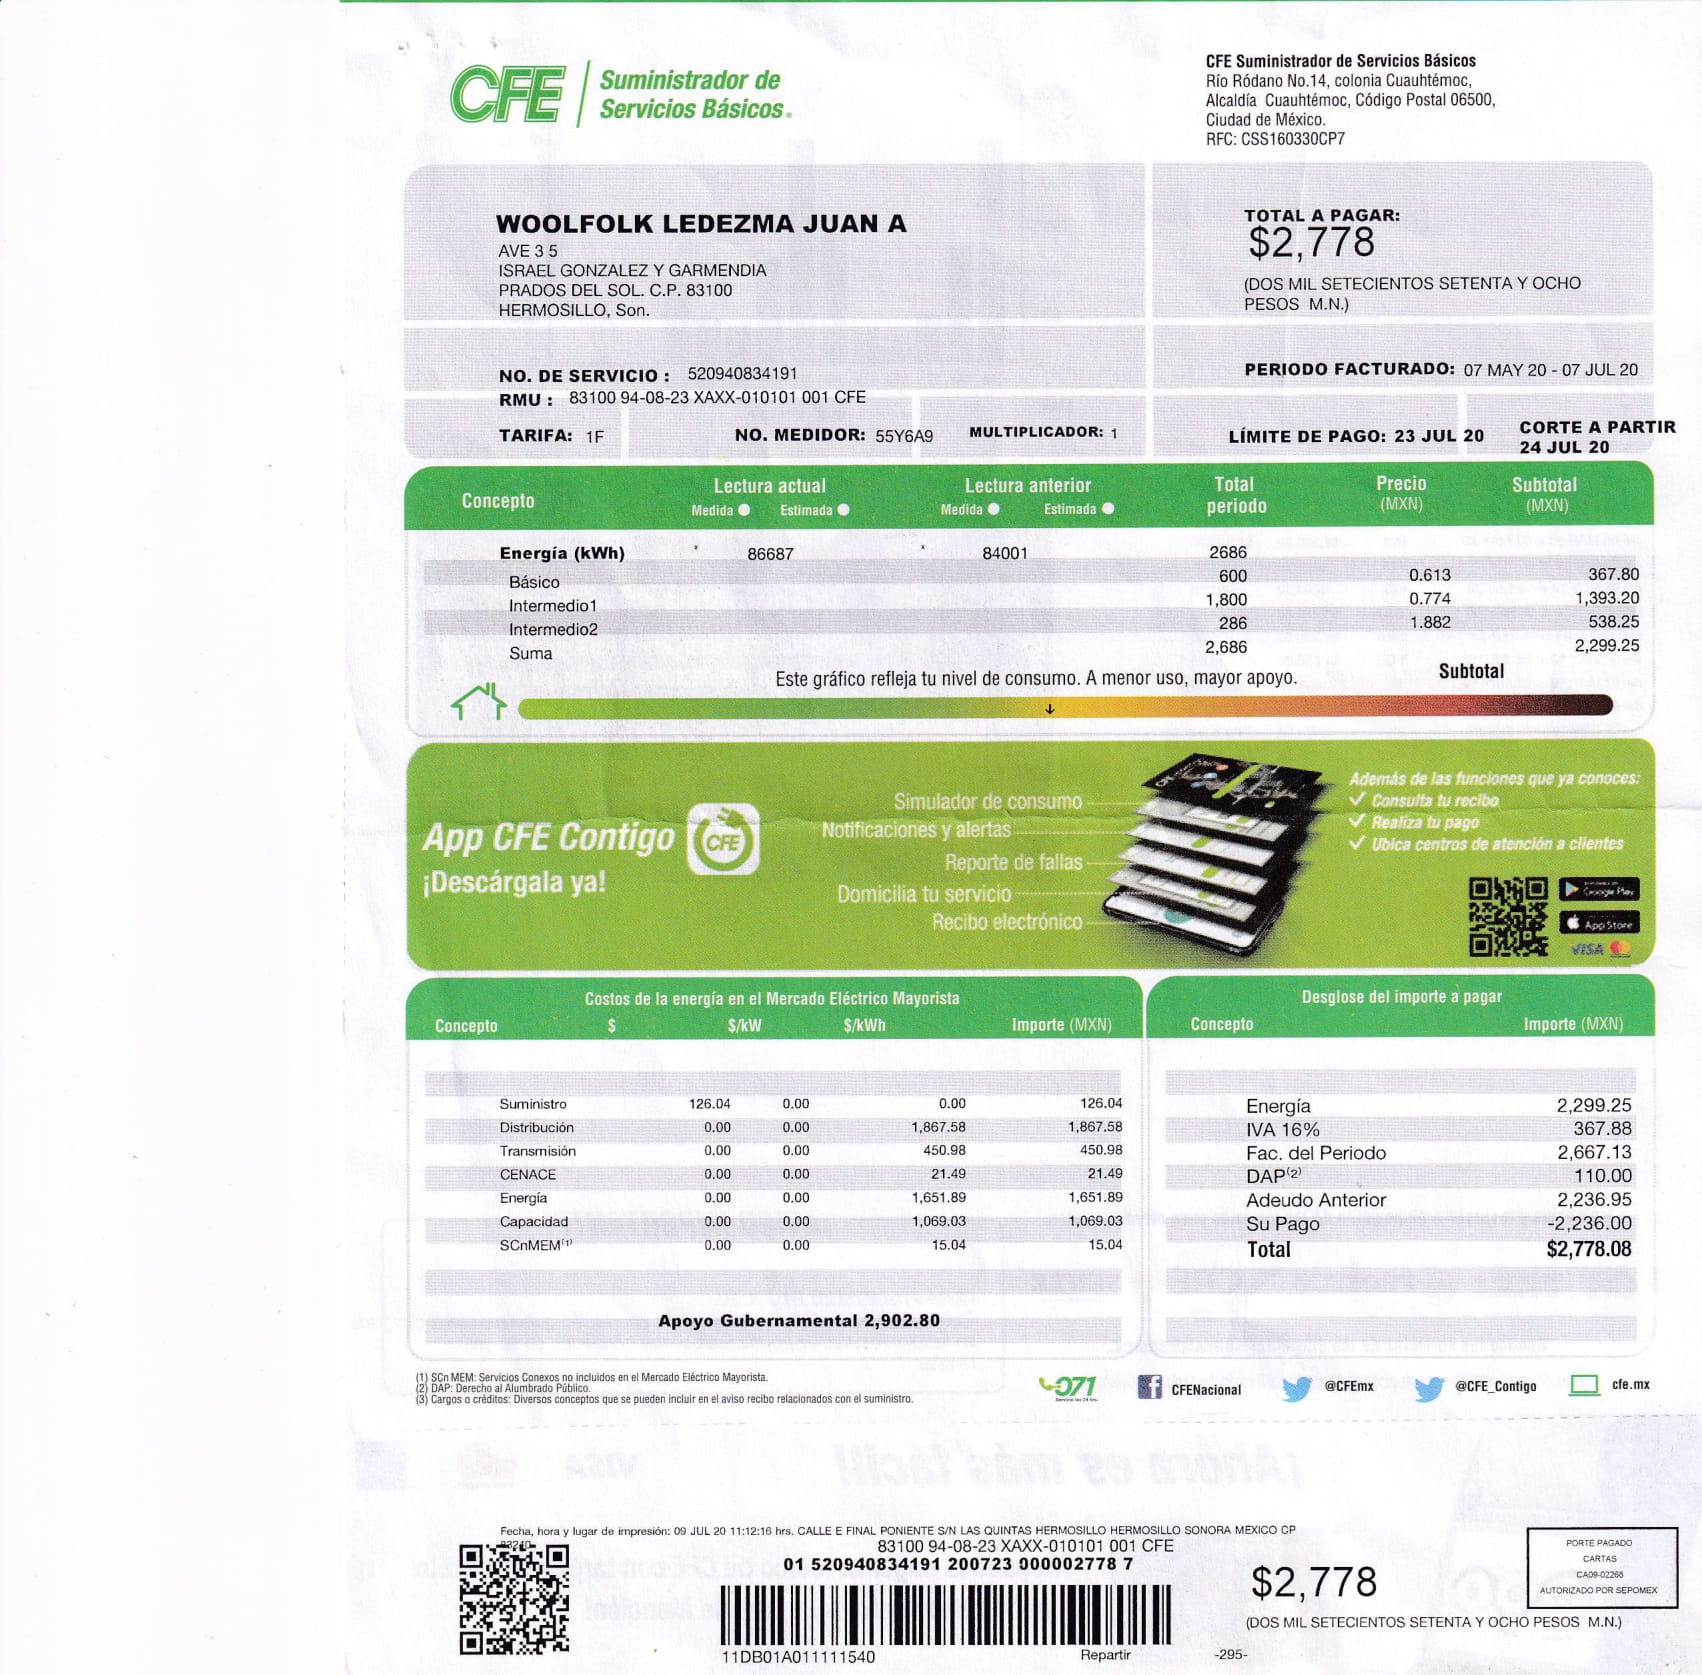 CFE Suministrador de
Servicios Básicos®
CFE Suministrador de Servicios Básicos
Río Ródano No.14, colonia Cuauhtémoc,
Alcaldía Cuauhtémoc, Código Postal 06500,
Ciudad de México.
RFC: CSS160330CP7
WOOLFOLK LEDEZMA JUAN A
AVE 3 5
ISRAEL GONZALEZ Y GARMENDIA
PRADOS DEL SOL. C.P. 83100
HERMOSILLO, Son.
TOTAL A PAGAR:
$2,778
(DOS MIL SETECIENTOS SETENTA Y OCHO
PESOS M.N.)
NO. DE SERVICIO : 520940834191
RMU : 83100 94-08-23 XAXX-010101 001 CFE
PERIODO FACTURADO: 07 MAY 20 - 07 JUL 20
TARIFA: 1F NO. MEDIDOR: 55Y6A9 MULTIPLICADOR: 1
LÍMITE DE PAGO: 23 JUL 20
CORTE A PARTIR
24 JUL 20
Concepto Lectura actual Lectura anterior Total periodo Precio (MXN) Subtotal (MXN)
Medida Estimada Medida Estimada
Energía (kWh) x 86687 x 84001 2686
Básico 600 0.613 367.80
Intermedio1 1,800 0.774 1,393.20
Intermedio2 286 1.882 538.25
Suma 2,686 2,299.25
Este gráfico refleja tu nivel de consumo. A menor uso, mayor apoyo. Subtotal
App CFE Contigo
CFE
¡Descárgala ya!
Simulador de consumo
Notificaciones y alertas
Reporte de fallas
Domicilia tu servicio
Recibo electrónico
Además de las funciones que ya conoces:
✓ Consulta tu recibo
✓ Realiza tu pago
✓ Ubica centros de atención a clientes
Google Play
App Store
VISA
Costos de la energía en el Mercado Eléctrico Mayorista
Concepto $ $/kW $/kWh Importe (MXN)
Suministro 126.04 0.00 0.00 126.04
Distribución 0.00 0.00 1,867.58 1,867.58
Transmisión 0.00 0.00 450.98 450.98
CENACE 0.00 0.00 21.49 21.49
Energía 0.00 0.00 1,651.89 1,651.89
Capacidad 0.00 0.00 1,069.03 1,069.03
SCnMEM(1) 0.00 0.00 15.04 15.04
Apoyo Gubernamental 2,902.80
Desglose del importe a pagar
Concepto Importe (MXN)
Energía 2,299.25
IVA 16% 367.88
Fac. del Periodo 2,667.13
DAP(2) 110.00
Adeudo Anterior 2,236.95
Su Pago -2,236.00
Total $2,778.08
(1) SCn MEM: Servicios Conexos no incluidos en el Mercado Eléctrico Mayorista.
(2) DAP: Derecho al Alumbrado Público.
(3) Cargos o créditos: Diversos conceptos que se pueden incluir en el aviso recibo relacionados con el suministro.
071
Servicio las 24 hrs.
CFENacional
@CFEmx
@CFE_Contigo
cfe.mx
Fecha, hora y lugar de impresión: 09 JUL 20 11:12:16 hrs. CALLE E FINAL PONIENTE S/N LAS QUINTAS HERMOSILLO HERMOSILLO SONORA MEXICO CP
83240
83100 94-08-23 XAXX-010101 001 CFE
01 520940834191 200723 000002778 7
11DB01A011111540
Repartir
-295-
$2,778
(DOS MIL SETECIENTOS SETENTA Y OCHO PESOS M.N.)
PORTE PAGADO
CARTAS
CA09-02268
AUTORIZADO POR SEPOMEX